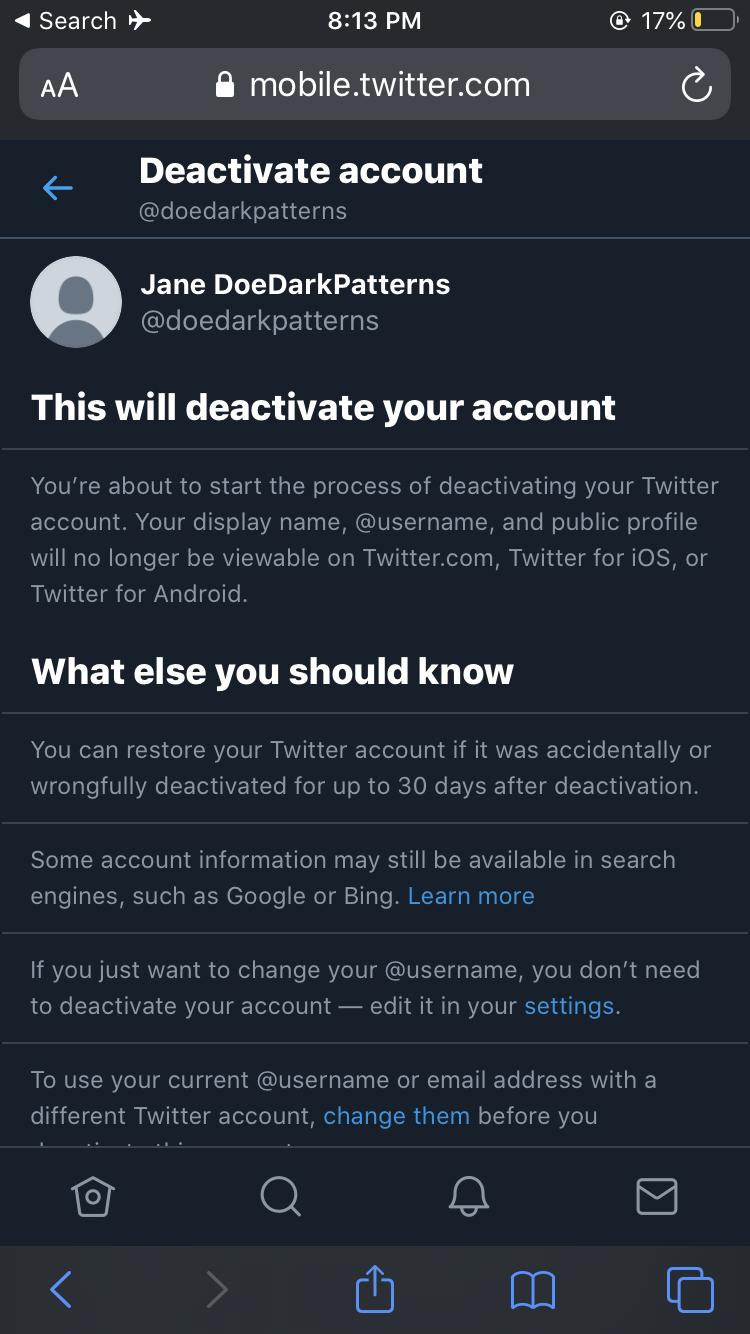 Search
8:13 PM
17%
AA
mobile.twitter.com
Deactivate account
@doedarkpatterns
Jane DoeDarkPatterns
@doedarkpatterns
This will deactivate your account
You’re about to start the process of deactivating your Twitter
account. Your display name, @username, and public profile
will no longer be viewable on Twitter.com, Twitter for iOS, or
Twitter for Android.
What else you should know
You can restore your Twitter account if it was accidentally or
wrongfully deactivated for up to 30 days after deactivation.
Some account information may still be available in search
engines, such as Google or Bing. Learn more
If you just want to change your @username, you don’t need
to deactivate your account — edit it in your settings.
To use your current @username or email address with a
different Twitter account, change them before you